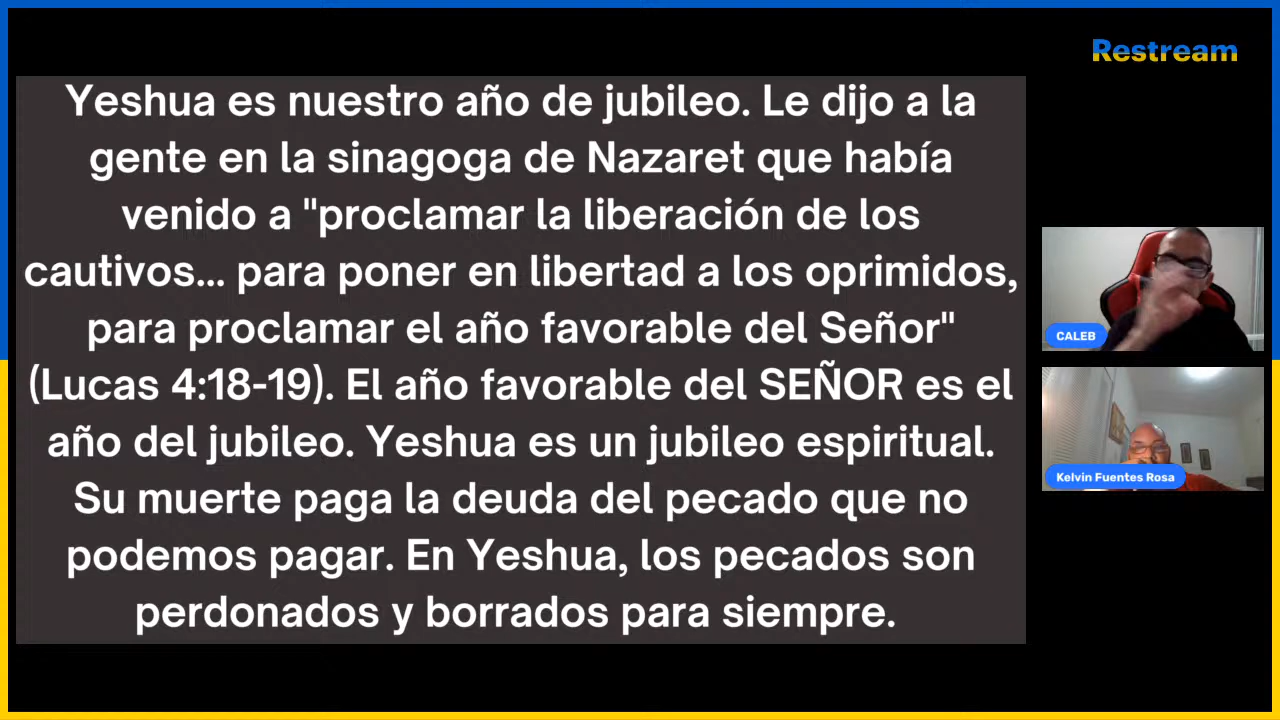 Restream
Yeshua es nuestro año de jubileo. Le dijo a la
gente en la sinagoga de Nazaret que había
venido a "proclamar la liberación de los
cautivos... para poner en libertad a los oprimidos,
para proclamar el año favorable del Señor"
(Lucas 4:18-19). El año favorable del SEÑOR es el
año del jubileo. Yeshua es un jubileo espiritual.
Su muerte paga la deuda del pecado que no
podemos pagar. En Yeshua, los pecados son
perdonados y borrados para siempre.
CALEB
Kelvin Fuentes Rosa